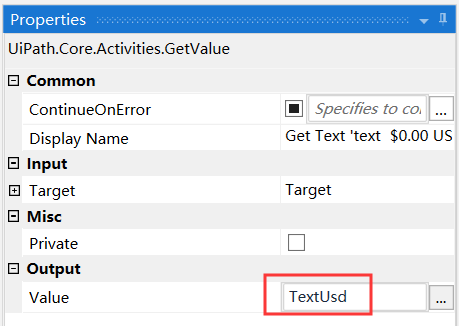 Properties
UiPath.Core.Activities.GetValue
Common
ContinueOnError Specifies to co ...
Display Name Get Text 'text $0.00 US
Input
Target Target
Misc
Private
Output
Value TextUsd ...